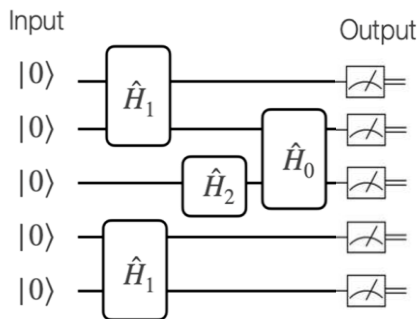 Input Output
|0⟩
Ĥ₁
|0⟩
Ĥ₀
|0⟩
Ĥ₂
|0⟩
Ĥ₁
|0⟩